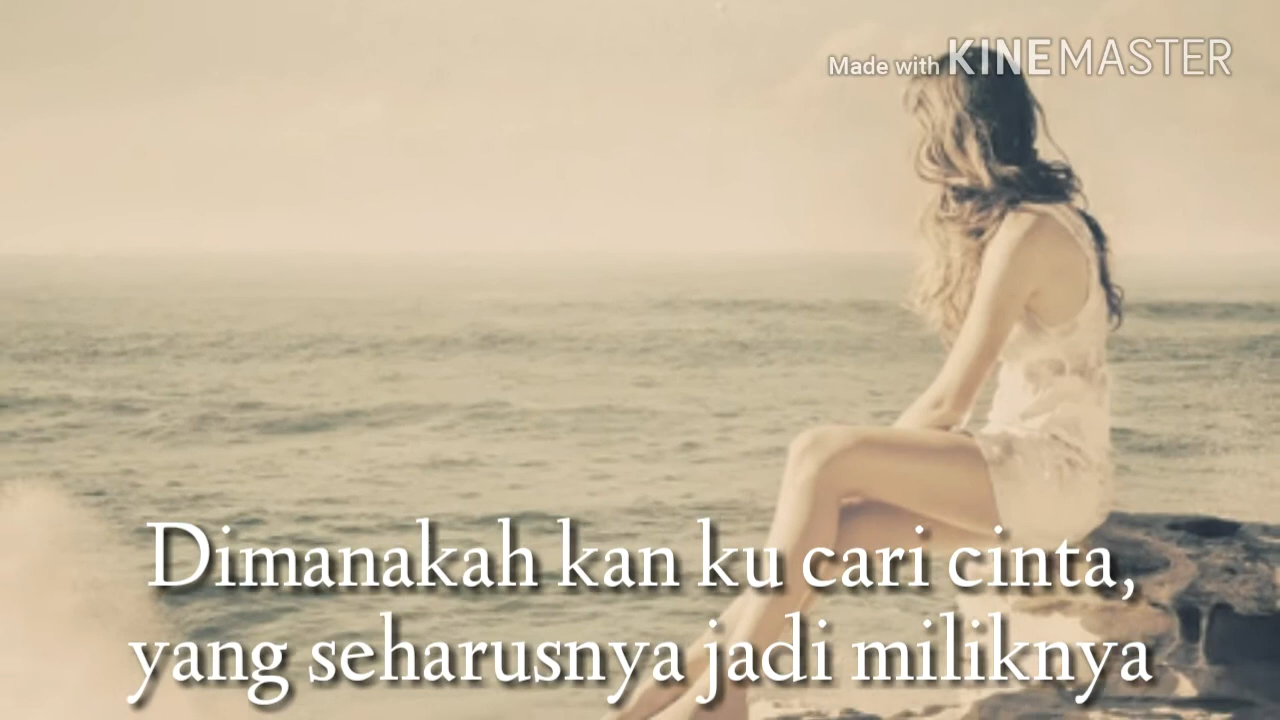 Made with KINEMASTER
Dimanakah kan ku cari cinta,
yang seharusnya jadi miliknya